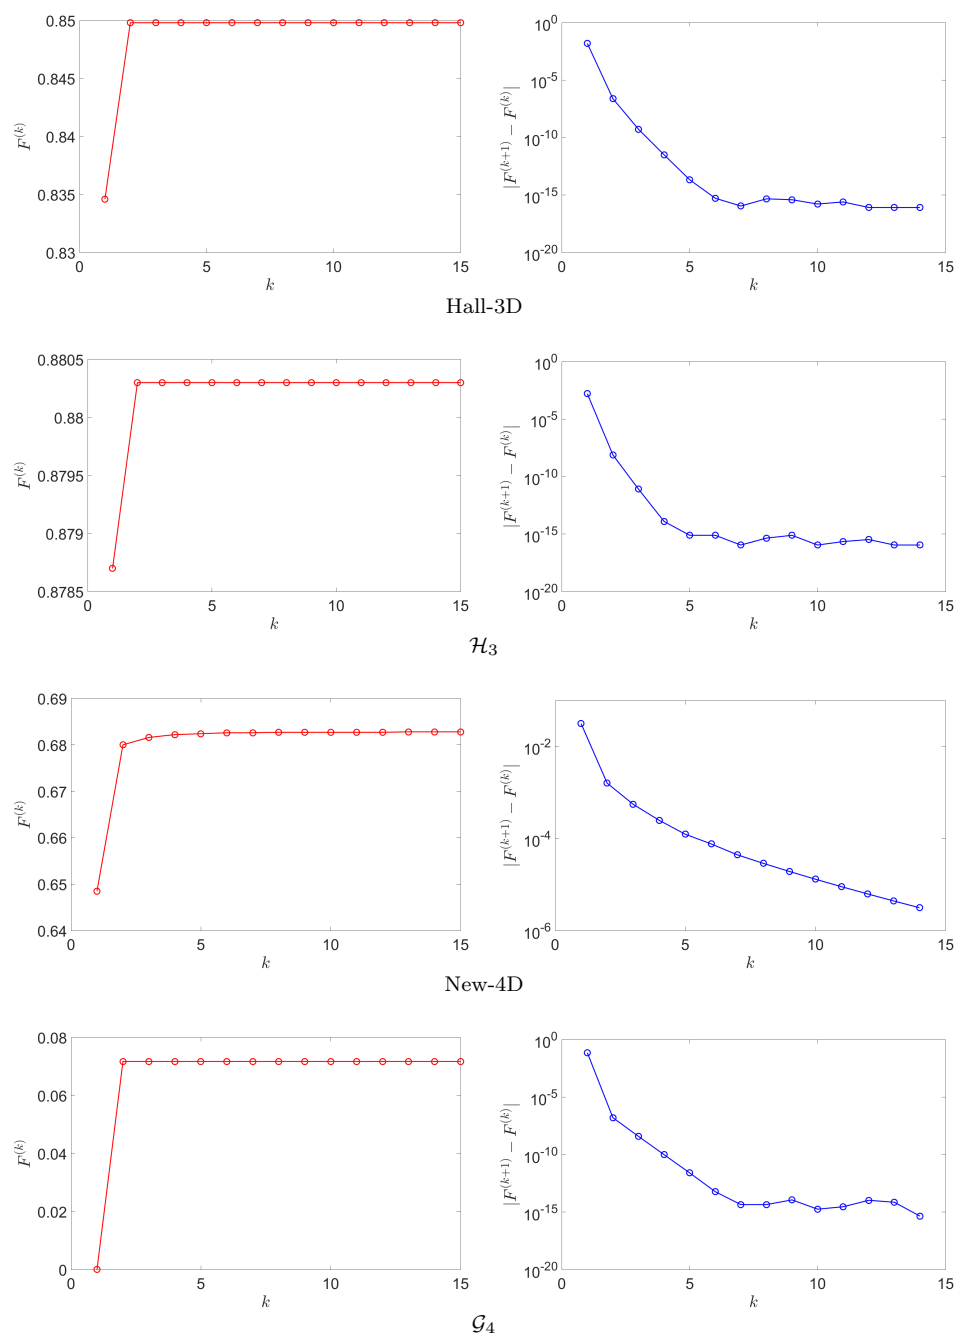 0.85
0.845
0.84
0.835
0.83
0 5 10 15
F^(k)
k
10^0
10^-5
10^-10
10^-15
10^-20
0 5 10 15
|F^(k+1) − F^(k)|
k
Hall-3D
0.8805
0.88
0.8795
0.879
0.8785
0 5 10 15
F^(k)
k
10^0
10^-5
10^-10
10^-15
10^-20
0 5 10 15
|F^(k+1) − F^(k)|
k
ℋ₃
0.69
0.68
0.67
0.66
0.65
0.64
0 5 10 15
F^(k)
k
10^-2
10^-4
10^-6
0 5 10 15
|F^(k+1) − F^(k)|
k
New-4D
0.08
0.06
0.04
0.02
0
0 5 10 15
F^(k)
k
10^0
10^-5
10^-10
10^-15
10^-20
0 5 10 15
|F^(k+1) − F^(k)|
k
𝒢₄